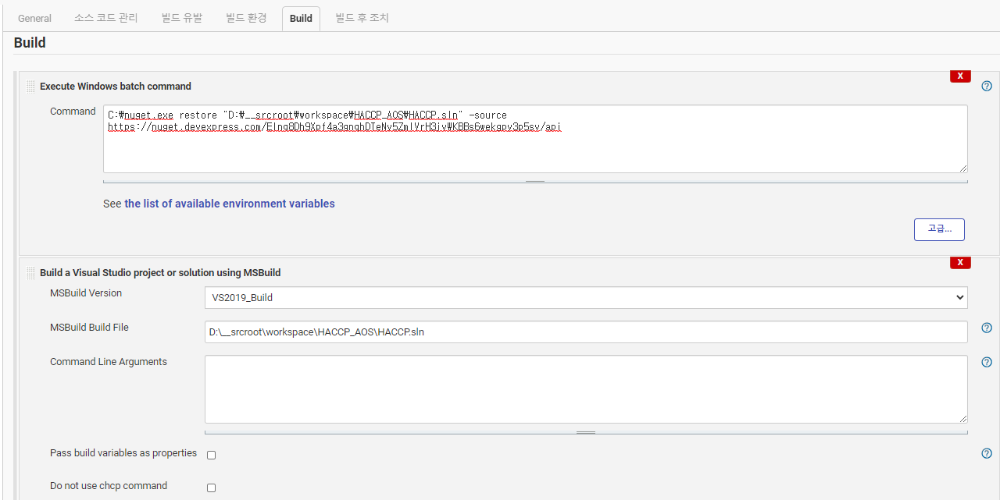 General 소스 코드 관리 빌드 유발 빌드 환경 Build 빌드 후 조치
Build
X
Execute Windows batch command
Command
C:₩nuget.exe restore "D:₩__srcroot₩workspace₩HACCP_AOS₩HACCP.sln" -source
https://nuget.devexpress.com/
/api
See the list of available environment variables
고급...
X
Build a Visual Studio project or solution using MSBuild
MSBuild Version
VS2019_Build
MSBuild Build File
D:\__srcroot\workspace\HACCP_AOS\HACCP.sln
Command Line Arguments
Pass build variables as properties
Do not use chcp command